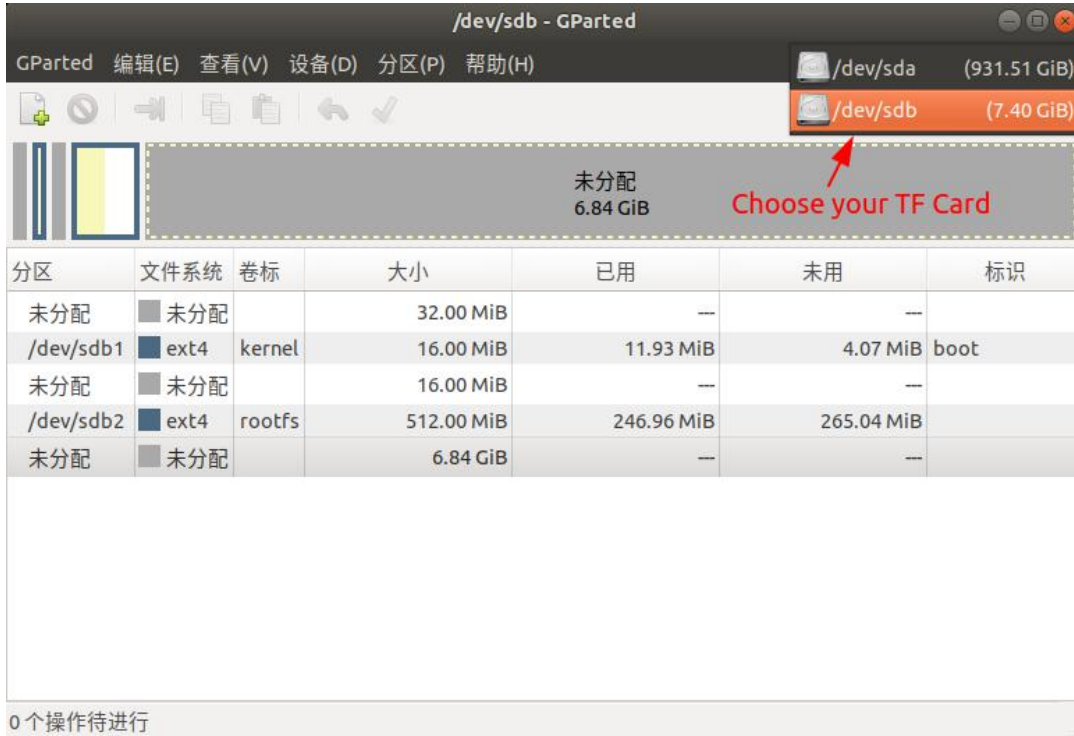 /dev/sdb - GParted
GParted 编辑(E) 查看(V) 设备(D) 分区(P) 帮助(H)
/dev/sda (931.51 GiB)
/dev/sdb (7.40 GiB)
未分配
6.84 GiB
Choose your TF Card
分区 文件系统 卷标 大小 已用 未用 标识
未分配 未分配 32.00 MiB --- ---
/dev/sdb1 ext4 kernel 16.00 MiB 11.93 MiB 4.07 MiB boot
未分配 未分配 16.00 MiB --- ---
/dev/sdb2 ext4 rootfs 512.00 MiB 246.96 MiB 265.04 MiB
未分配 未分配 6.84 GiB --- ---
0 个操作待进行